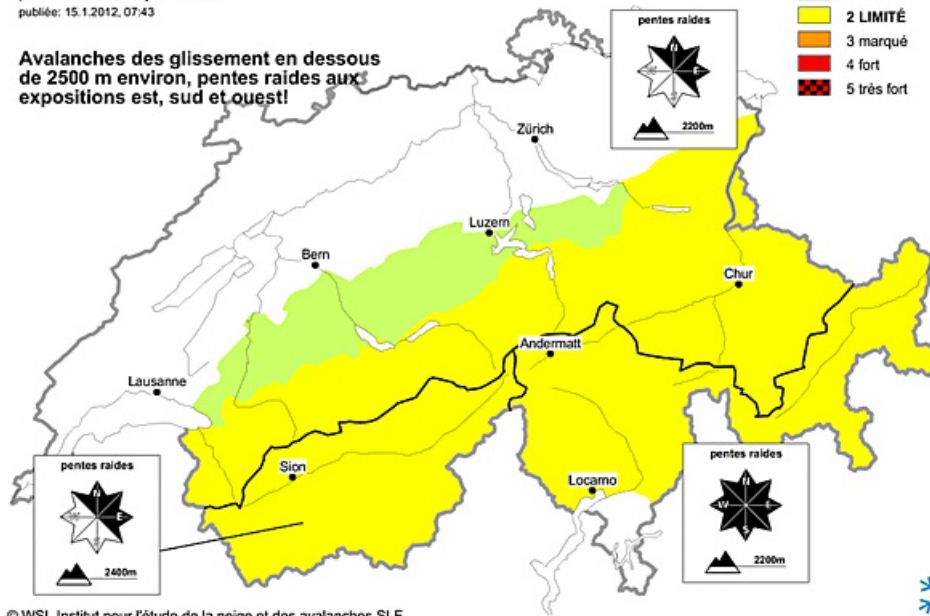 publiée: 15.1.2012, 07:43
Avalanches des glissement en dessous
de 2500 m environ, pentes raides aux
expositions est, sud et ouest!
2 LIMITÉ
3 marqué
4 fort
5 très fort
pentes raides
N
W
E
S
2200m
Zürich
Luzern
Bern
Chur
Andermatt
Lausanne
Sion
Locarno
pentes raides
N
W
E
S
2400m
pentes raides
N
W
E
S
2200m
© WSL Institut pour l'étude de la neige et des avalanches SLF